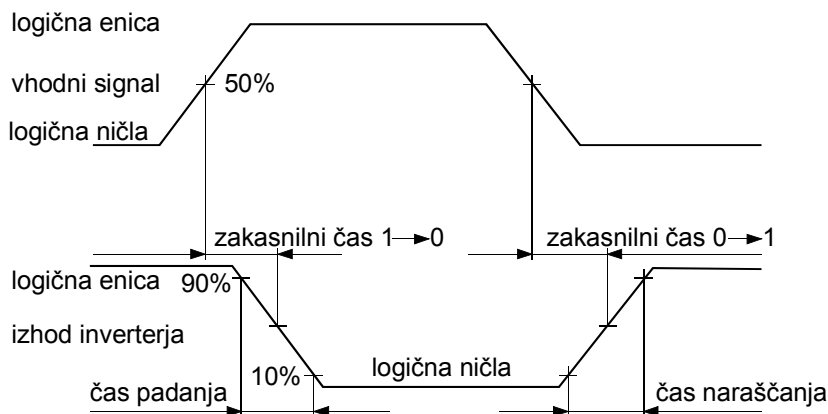 logična enica
vhodni signal
50%
logična ničla
zakasnilni čas 1→0
zakasnilni čas 0→1
logična enica
90%
izhod inverterja
logična ničla
10%
čas padanja
čas naraščanja